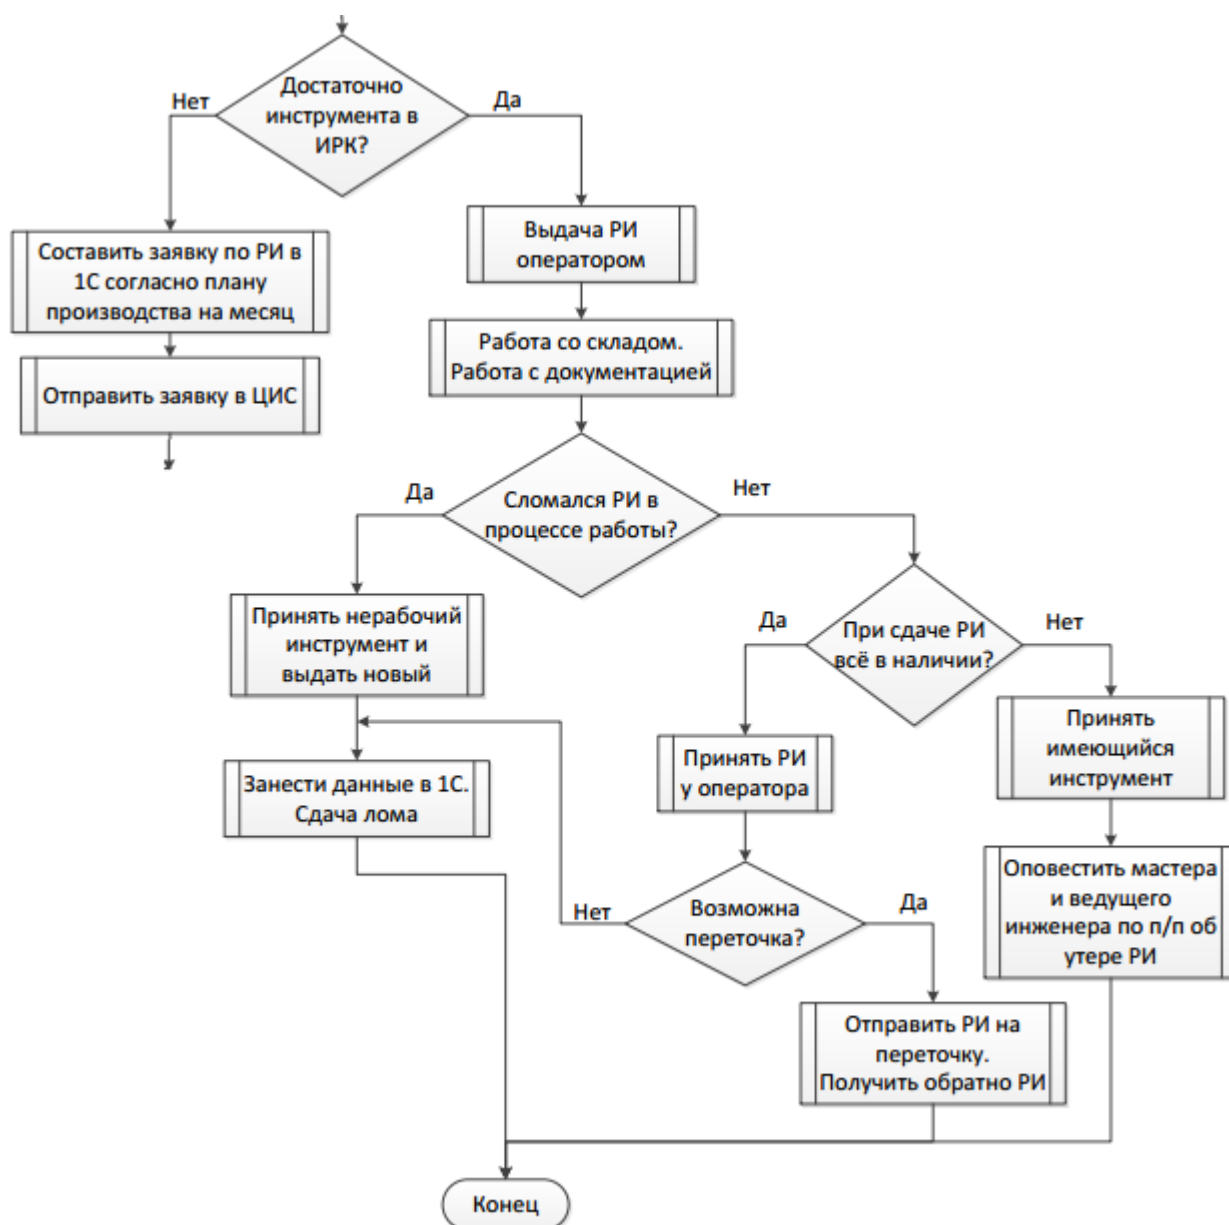 Достаточно
инструмента в
ИРК?
Нет
Да
Составить заявку по РИ в
1С согласно плану
производства на месяц
Отправить заявку в ЦИС
Выдача РИ
оператором
Работа со складом.
Работа с документацией
Сломался РИ в
процессе работы?
Да
Нет
Принять нерабочий
инструмент и
выдать новый
Занести данные в 1С.
Сдача лома
При сдаче РИ
всё в наличии?
Да
Нет
Принять РИ
у оператора
Принять
имеющийся
инструмент
Возможна
переточка?
Нет
Да
Оповестить мастера
и ведущего
инженера по п/п об
утере РИ
Отправить РИ на
переточку.
Получить обратно РИ
Конец